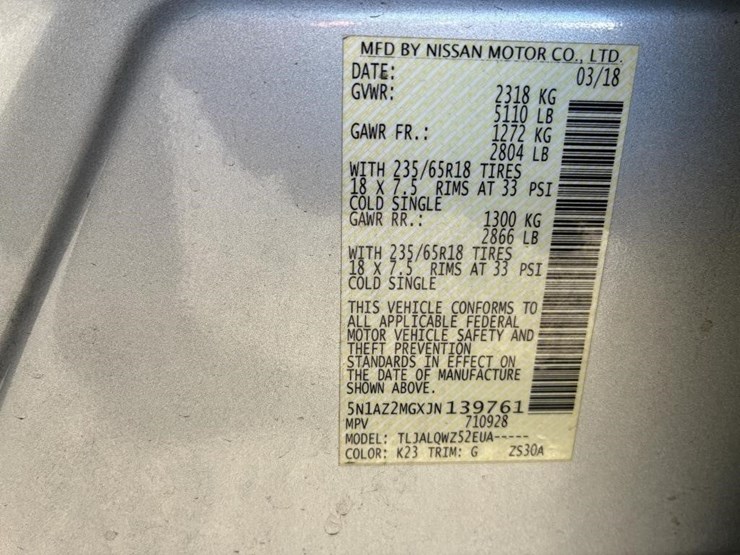 MFD BY NISSAN MOTOR CO., LTD.
DATE: 03/18
GVWR: 2318 KG
5110 LB
GAWR FR.: 1272 KG
2804 LB
WITH 235/65R18 TIRES
18 X 7.5 RIMS AT 33 PSI
COLD SINGLE
GAWR RR.: 1300 KG
2866 LB
WITH 235/65R18 TIRES
18 X 7.5 RIMS AT 33 PSI
COLD SINGLE
THIS VEHICLE CONFORMS TO
ALL APPLICABLE FEDERAL
MOTOR VEHICLE SAFETY AND
THEFT PREVENTION
STANDARDS IN EFFECT ON
THE DATE OF MANUFACTURE
SHOWN ABOVE.
5N1AZ2MGXJN139761
MPV 710928
MODEL: TLJALQWZ52EUA-----
COLOR: K23 TRIM: G ZS30A